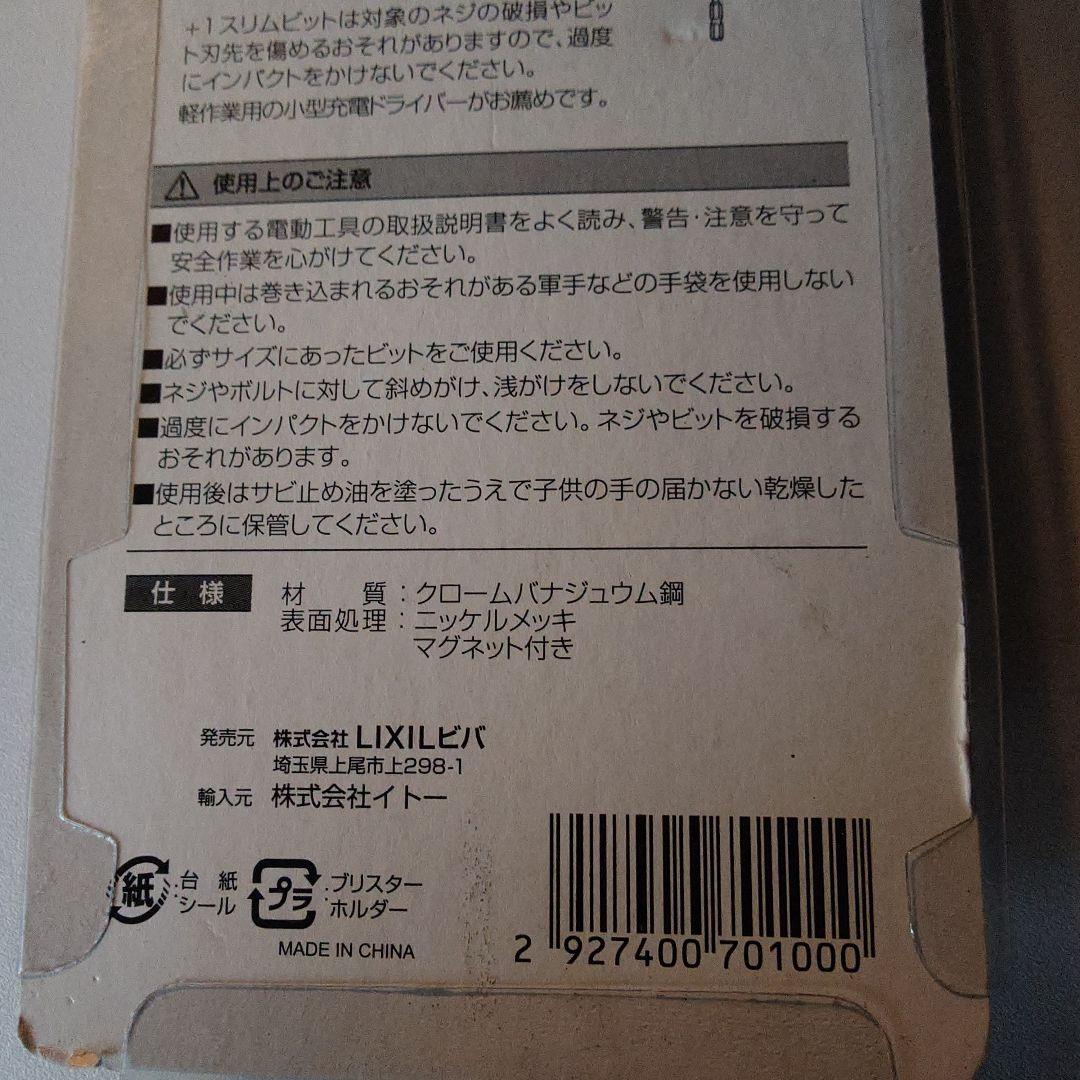 +1スリムビットは対象のネジの破損やビッ
ト刃先を傷めるおそれがありますので、過度
にインパクトをかけないでください。
軽作業用の小型充電ドライバーがお薦めです。
使用上のご注意
■使用する電動工具の取扱説明書をよく読み、警告・注意を守って
安全作業を心がけてください。
■使用中は巻き込まれるおそれがある軍手などの手袋を使用しない
でください。
■必ずサイズにあったビットをご使用ください。
■ネジやボルトに対して斜めがけ、浅がけをしないでください。
■過度にインパクトをかけないでください。ネジやビットを破損する
おそれがあります。
■使用後はサビ止め油を塗ったうえで子供の手の届かない乾燥した
ところに保管してください。
仕様 材質:クロームバナジュウム鋼
表面処理:ニッケルメッキ
マグネット付き
発売元 株式会社 LIXILビバ
埼玉県上尾市上298-1
輸入元 株式会社イトー
紙 : 台紙 プラ : ブリスター
シール ホルダー
MADE IN CHINA
2 927400 701000